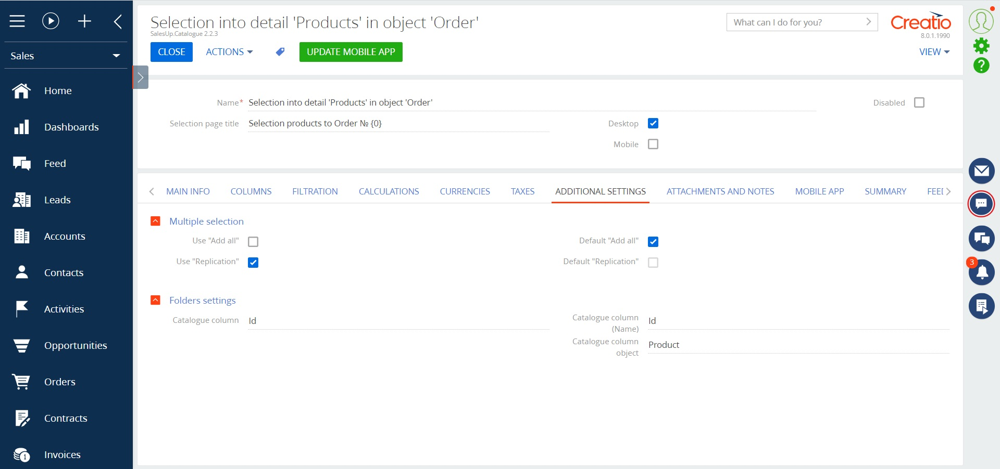 Selection into detail 'Products' in object 'Order'
SalesUp.Catalogue 2.2.3
What can I do for you?
Creatio
8.0.1.1990
CLOSE
ACTIONS
UPDATE MOBILE APP
VIEW
Sales
Home
Dashboards
Feed
Leads
Accounts
Contacts
Activities
Opportunities
Orders
Contracts
1
Invoices
Name* Selection into detail 'Products' in object 'Order'
Disabled
Selection page title Selection products to Order № {0}
Desktop
Mobile
MAIN INFO
COLUMNS
FILTRATION
CALCULATIONS
CURRENCIES
TAXES
ADDITIONAL SETTINGS
ATTACHMENTS AND NOTES
MOBILE APP
SUMMARY
FEE
Multiple selection
Use "Add all"
Default "Add all"
Use "Replication"
Default "Replication"
Folders settings
Catalogue column Id
Catalogue column
(Name)
Id
Catalogue column
object
Product
?
3